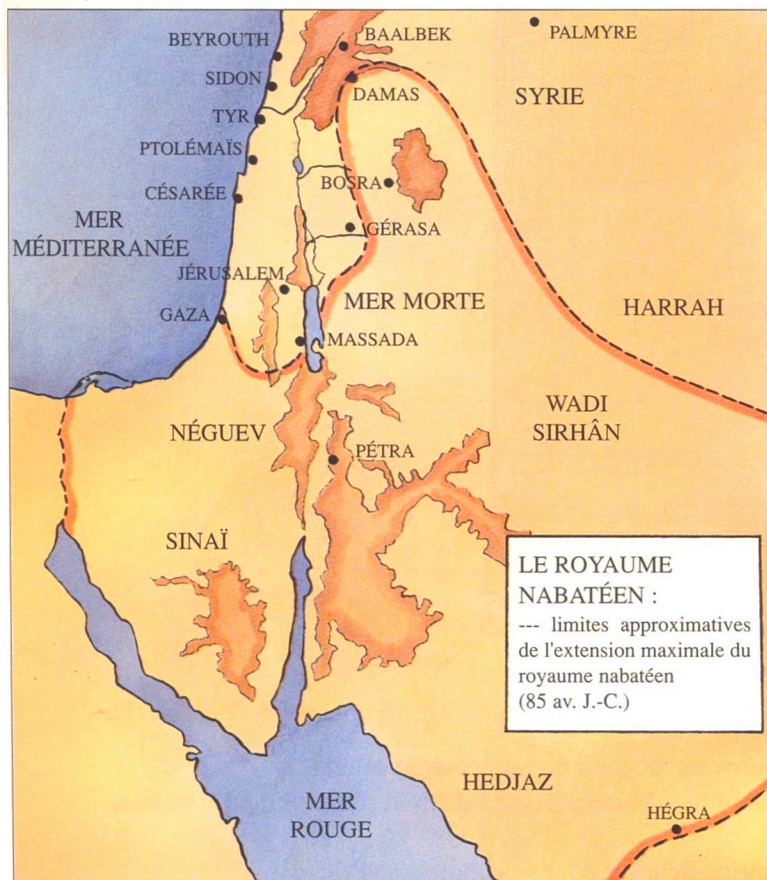 BEYROUTH
BAALBEK
PALMYRE
SIDON
DAMAS
SYRIE
TYR
PTOLÉMAÏS
BOSRA
CÉSARÉE
MER
MÉDITERRANÉE
GÉRASA
JÉRUSALEM
MER MORTE
HARRAH
GAZA
MASSADA
WADI
SIRHÂN
NÉGUEV
PÉTRA
SINAÏ
LE ROYAUME
NABATÉEN :
--- limites approximatives
de l'extension maximale du
royaume nabatéen
(85 av. J.-C.)
HEDJAZ
MER
ROUGE
HÉGRA